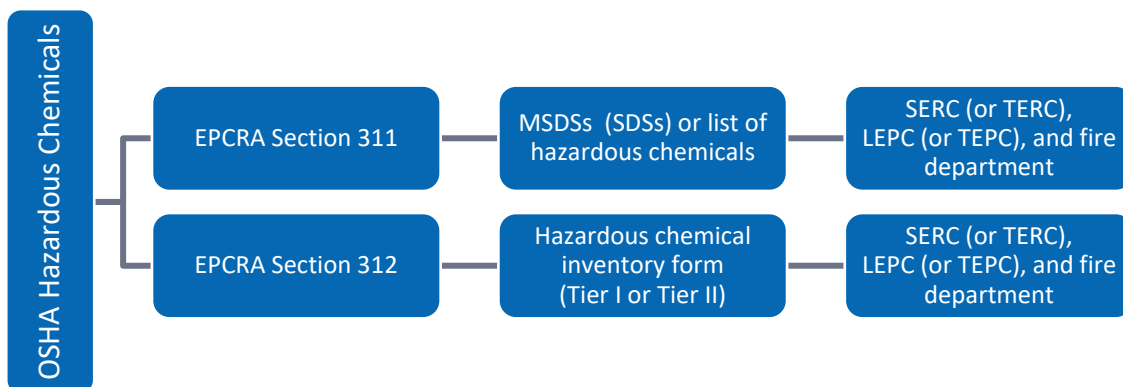 OSHA Hazardous Chemicals
EPCRA Section 311
MSDSs (SDSs) or list of
hazardous chemicals
SERC (or TERC),
LEPC (or TEPC), and fire
department
EPCRA Section 312
Hazardous chemical
inventory form
(Tier I or Tier II)
SERC (or TERC),
LEPC (or TEPC), and fire
department